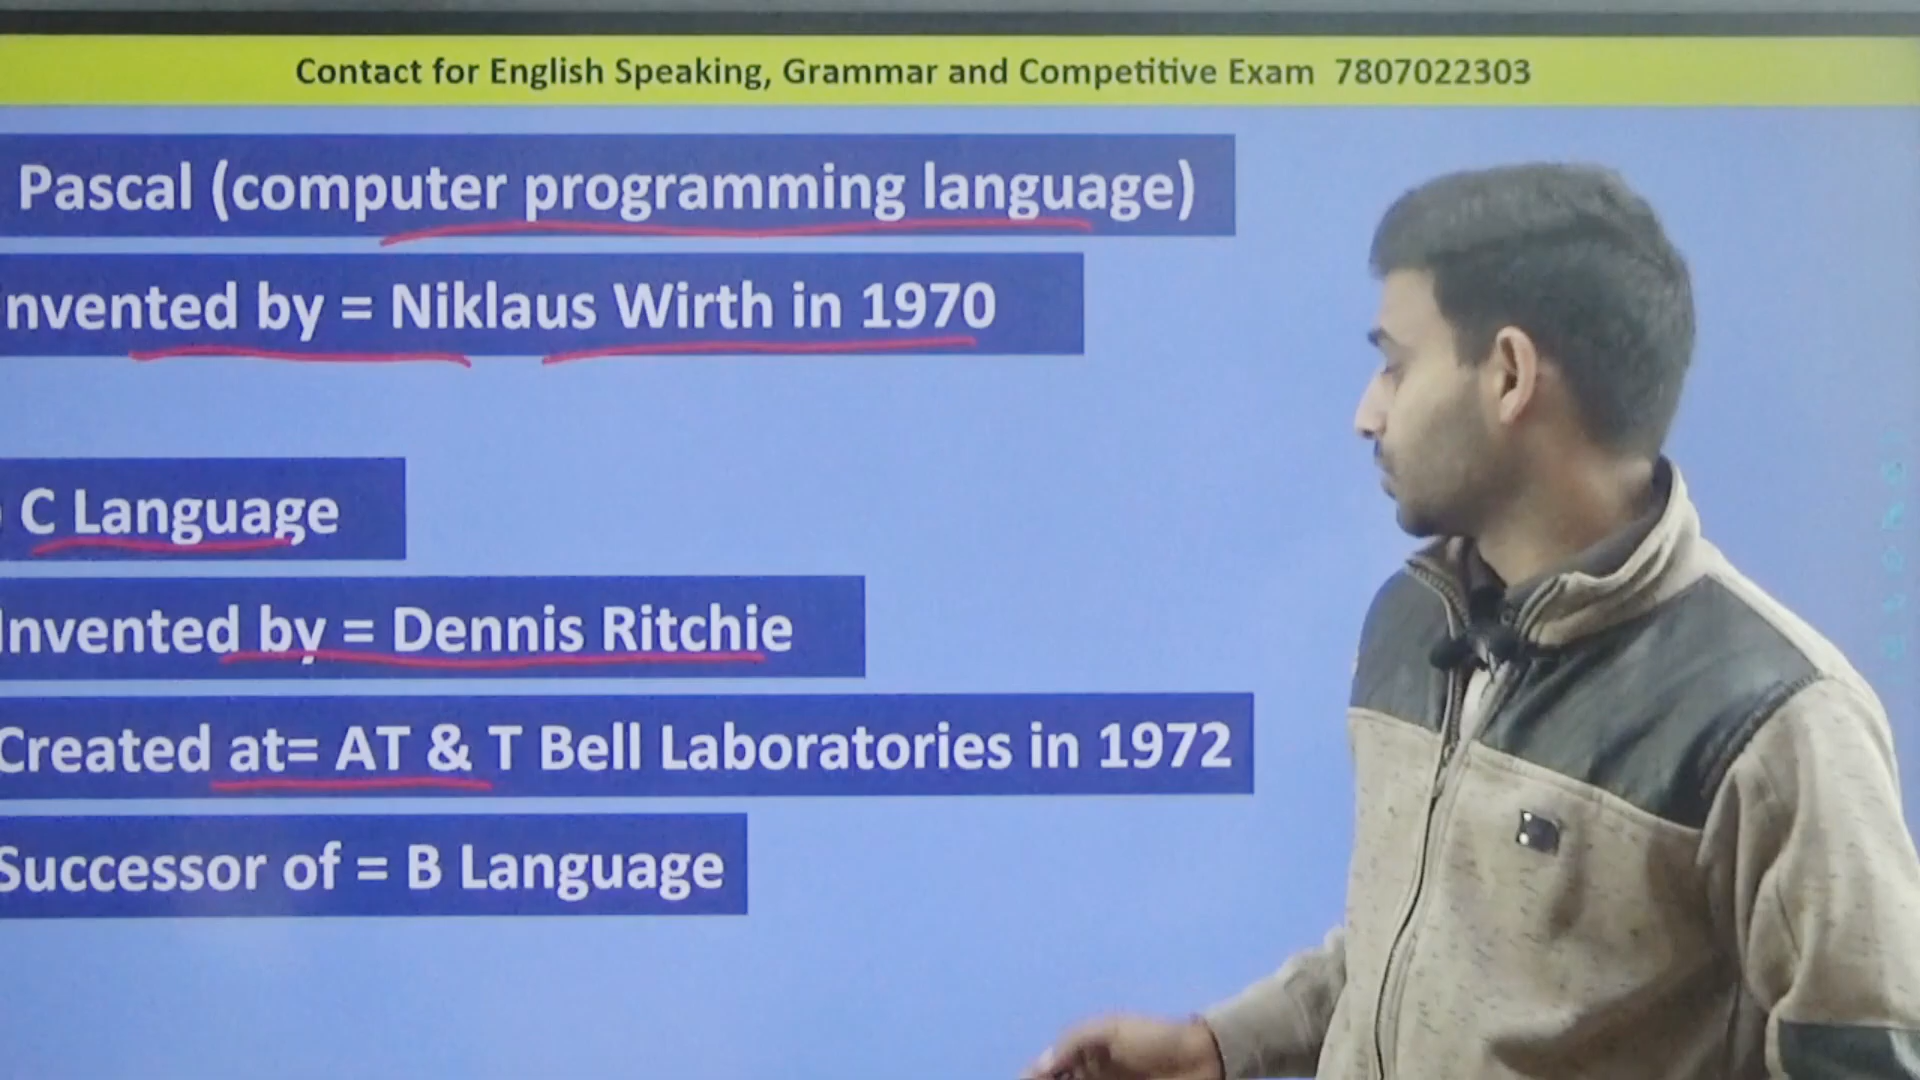 Contact for English Speaking, Grammar and Competitive Exam 7807022303
Pascal (computer programming language)
nvented by = Niklaus Wirth in 1970
C Language
Invented by = Dennis Ritchie
Created at= AT & T Bell Laboratories in 1972
Successor of = B Language